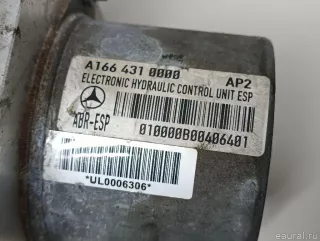 A166 431 0000
AP2
ELECTRONIC HYDRAULIC CONTROL UNIT ESP
ABR-ESP
010000B00406401
*UL0006306*
eaural.ru